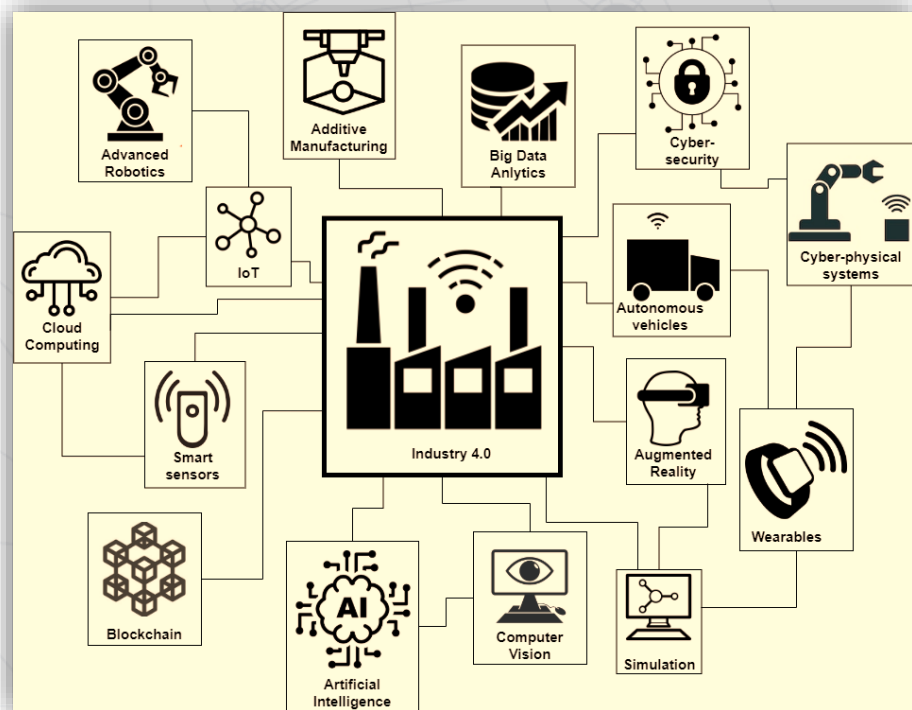 Additive
Manufacturing
Advanced
Robotics
Big Data
Anlytics
Cyber-
security
Cyber-physical
systems
IoT
Autonomous
vehicles
Cloud
Computing
Industry 4.0
Augmented
Reality
Smart
sensors
Wearables
Blockchain
AI
Artificial
Intelligence
Computer
Vision
Simulation